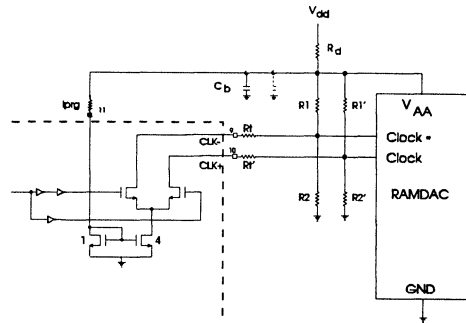 Vdd
Rd
Cb
Iprg
11
R1
R1'
VAA
CLK-
9
Rt
Clock *
CLK+
10
Rt'
Clock
R2
R2'
RAMDAC
1
4
GND